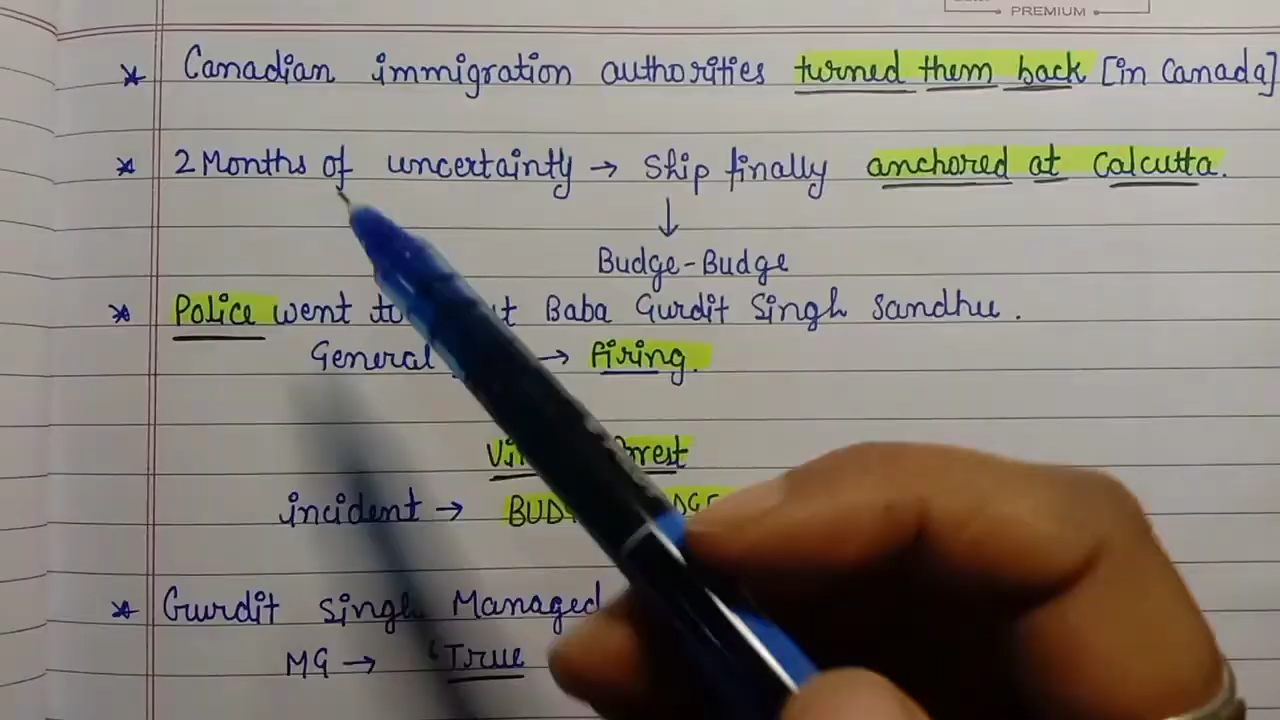 PREMIUM
* Canadian immigration authorities turned them back [in Canada]
* 2 Months of uncertainty → Ship finally anchored at Calcutta.
↓
Budge-Budge
* Police went Baba Gurdit Singh Sandhu.
General → firing.
incident →
* Gurdit Singh Managed
MG → 'True